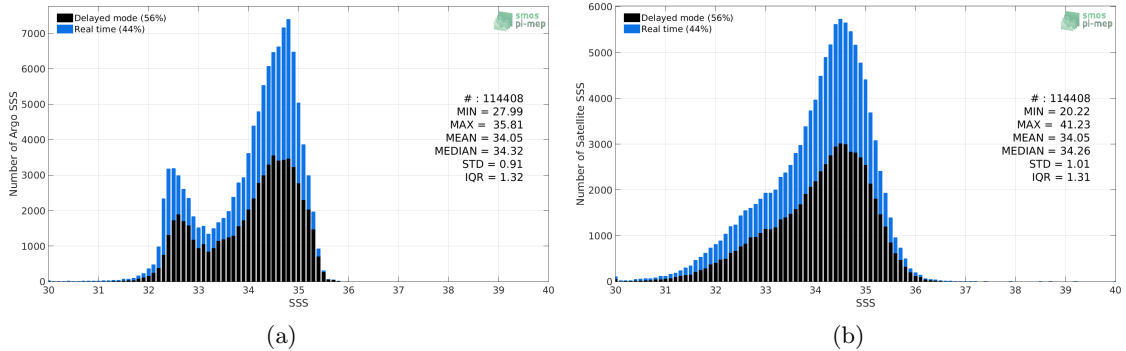 Delayed mode (56%)
Real time (44%)
smos
pi-mep
# : 114408
MIN = 27.99
MAX = 35.81
MEAN = 34.05
MEDIAN = 34.32
STD = 0.91
IQR = 1.32
Number of Argo SSS
7000
6000
5000
4000
3000
2000
1000
0
30 31 32 33 34 35 36 37 38 39 40
SSS
(a)
Delayed mode (56%)
Real time (44%)
smos
pi-mep
# : 114408
MIN = 20.22
MAX = 41.23
MEAN = 34.05
MEDIAN = 34.26
STD = 1.01
IQR = 1.31
Number of Satellite SSS
6000
5000
4000
3000
2000
1000
0
30 31 32 33 34 35 36 37 38 39 40
SSS
(b)